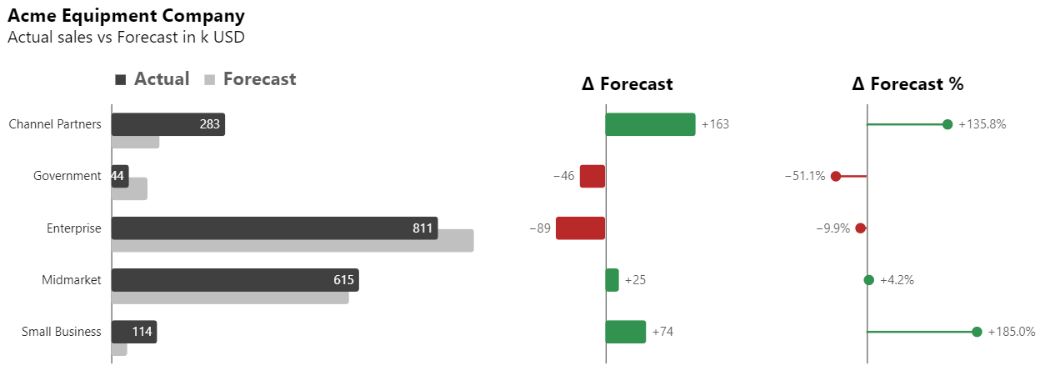 Acme Equipment Company
Actual sales vs Forecast in k USD
Actual Forecast
Δ Forecast
Δ Forecast %
Channel Partners 283 +163 +135.8%
Government 44 −46 −51.1%
Enterprise 811 −89 −9.9%
Midmarket 615 +25 +4.2%
Small Business 114 +74 +185.0%